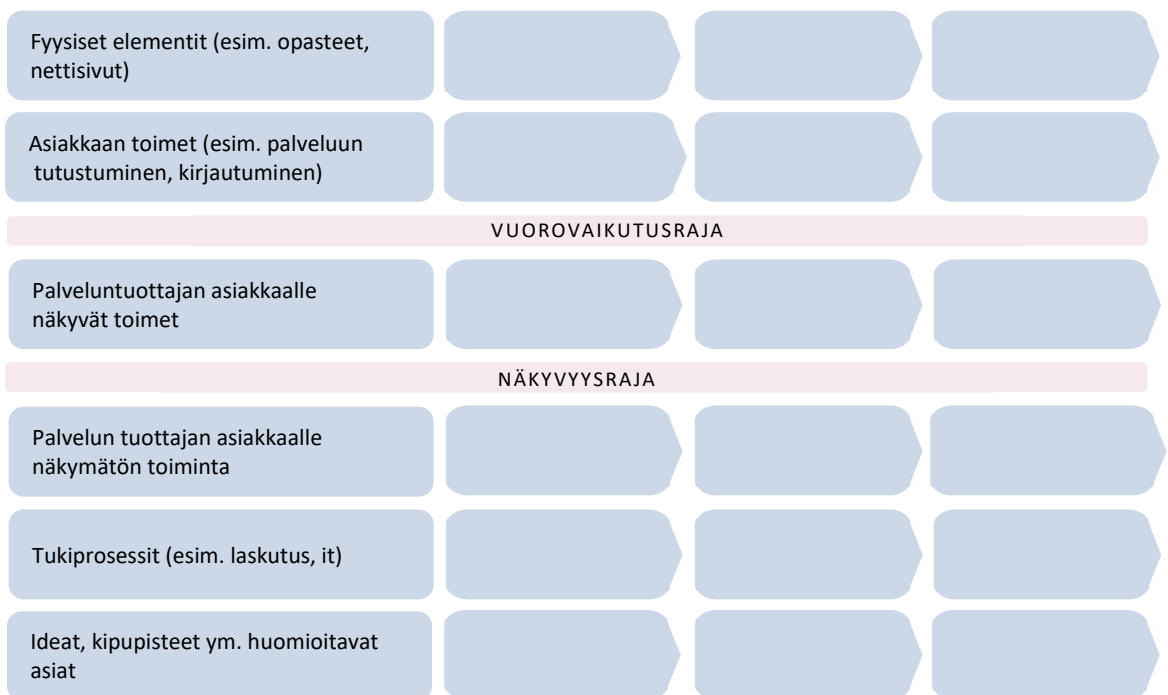 Fyysiset elementit (esim. opasteet,
nettisivut)
Asiakkaan toimet (esim. palveluun
tutustuminen, kirjautuminen)
VUOROVAIKUTUSRAJA
Palveluntuottajan asiakkaalle
näkyvät toimet
NÄKYVYYSRAJA
Palvelun tuottajan asiakkaalle
näkymätön toiminta
Tukiprosessit (esim. laskutus, it)
Ideat, kipupisteet ym. huomioitavat
asiat